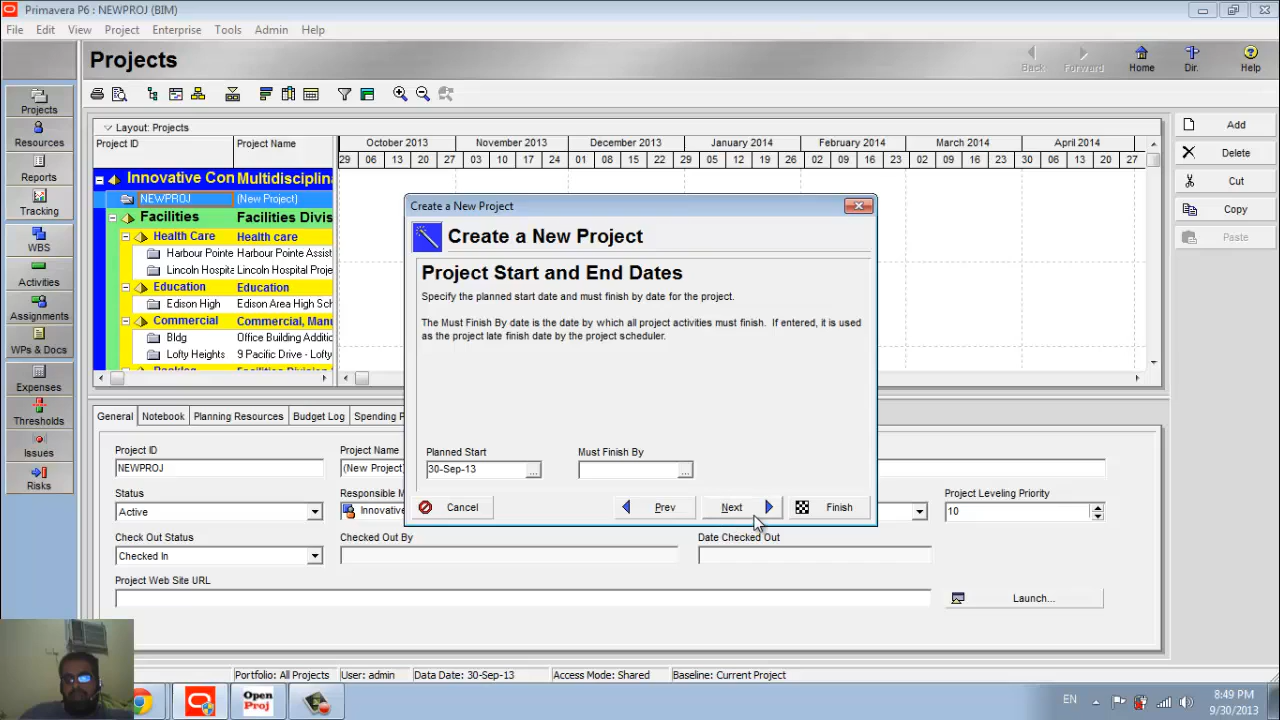 Primavera P6 : NEWPROJ (BIM)
File Edit View Project Enterprise Tools Admin Help
Projects
Back Forward Home Dir. Help
Projects
Resources
Reports
Tracking
WBS
Activities
Assignments
WPs & Docs
Expenses
Thresholds
Issues
Risks
Layout: Projects
Project ID Project Name
October 2013 November 2013 December 2013 January 2014 February 2014 March 2014 April 2014
29 06 13 20 27 03 10 17 24 01 08 15 22 29 05 12 19 26 02 09 16 23 02 09 16 23 30 06 13 20 27
Innovative Con Multidisciplina
NEWPROJ (New Project)
Facilities Facilities Divis
Health Care Health care
Harbour Pointe Harbour Pointe Assist
Lincoln Hospita Lincoln Hospital Proje
Education Education
Edison High Edison Area High Sch
Commercial Commercial, Manu
Bldg Office Building Additio
Lofty Heights 9 Pacific Drive - Lofty
Add
Delete
Cut
Copy
Paste
Create a New Project
Create a New Project
Project Start and End Dates
Specify the planned start date and must finish by date for the project.
The Must Finish By date is the date by which all project activities must finish. If entered, it is used
as the project late finish date by the project scheduler.
Planned Start Must Finish By
30-Sep-13 ... ...
Cancel Prev Next Finish
General Notebook Planning Resources Budget Log Spending P
Project ID Project Name
NEWPROJ (New Project)
Status Responsible M Project Leveling Priority
Active Innovative 10
Check Out Status Checked Out By Date Checked Out
Checked In
Project Web Site URL
Launch...
Portfolio: All Projects User: admin Data Date: 30-Sep-13 Access Mode: Shared Baseline: Current Project
Open
Proj
EN
8:49 PM
9/30/2013